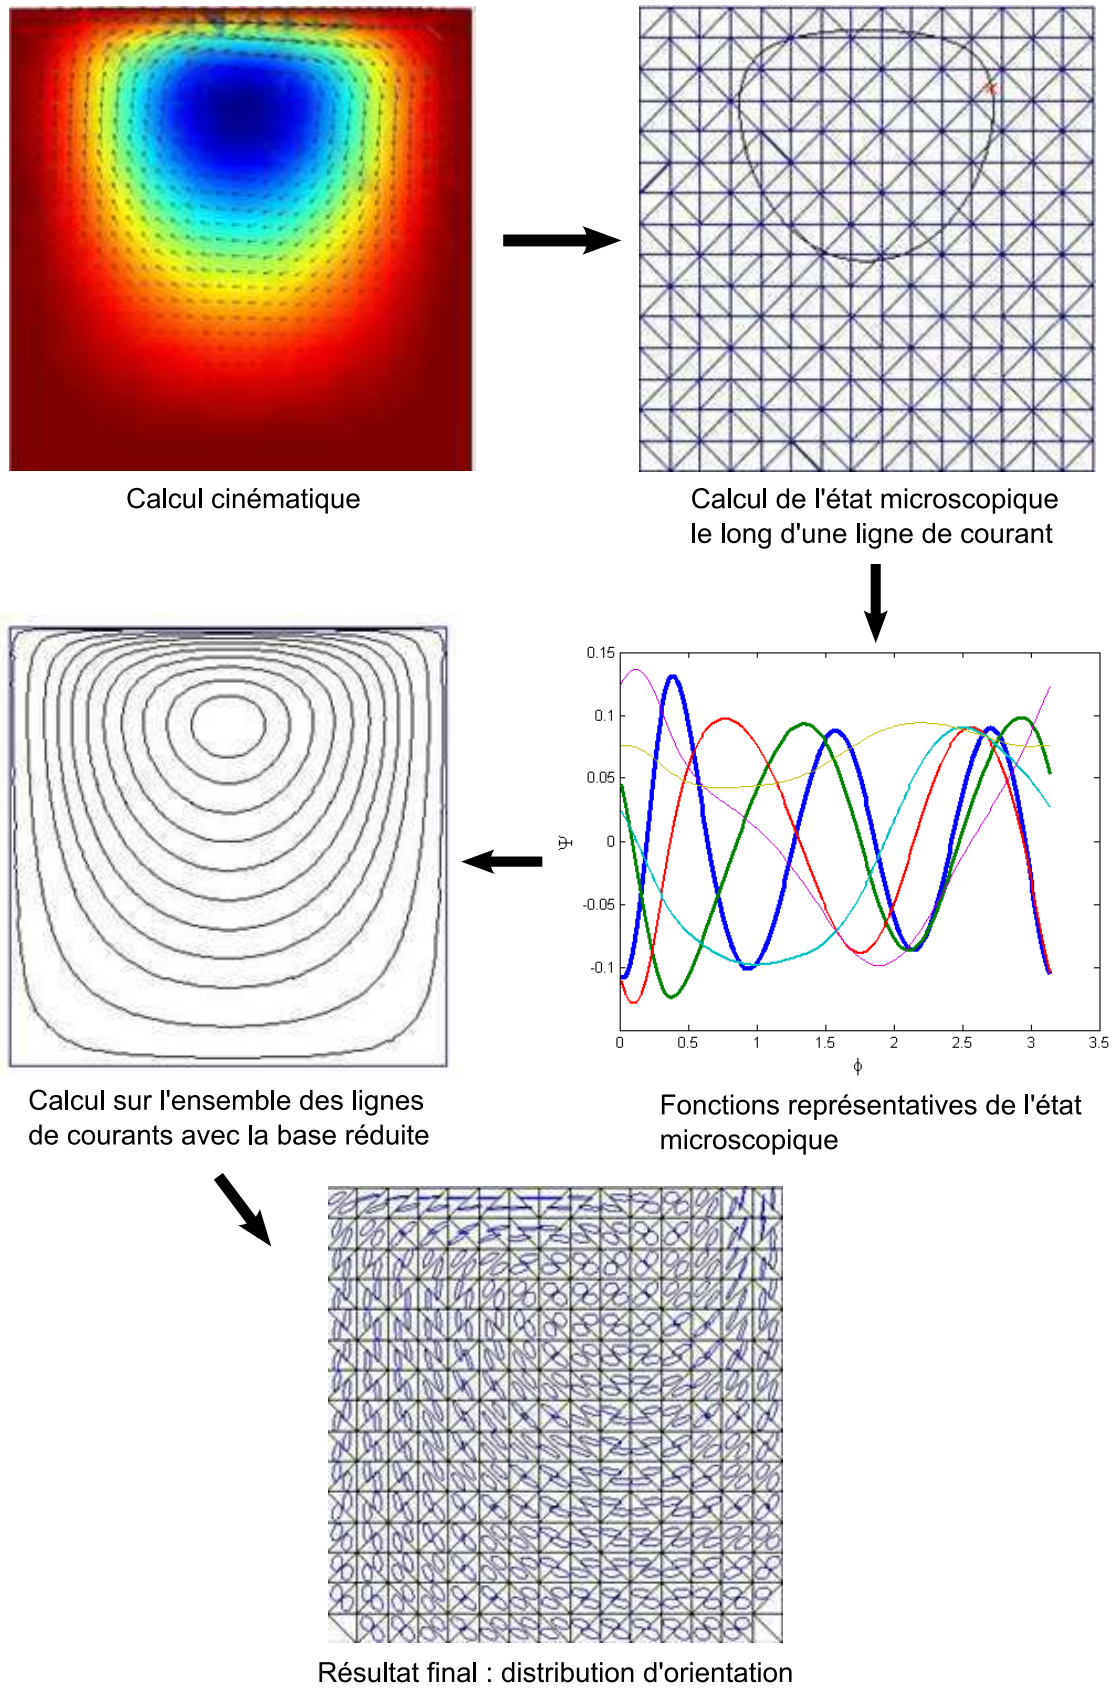 Calcul cinématique
Calcul de l'état microscopique
le long d'une ligne de courant
0.15
0.1
0.05
0
-0.05
-0.1
Ψ
0
0.5
1
1.5
2
2.5
3
3.5
ϕ
Fonctions représentatives de l'état
microscopique
Calcul sur l'ensemble des lignes
de courants avec la base réduite
Résultat final : distribution d'orientation